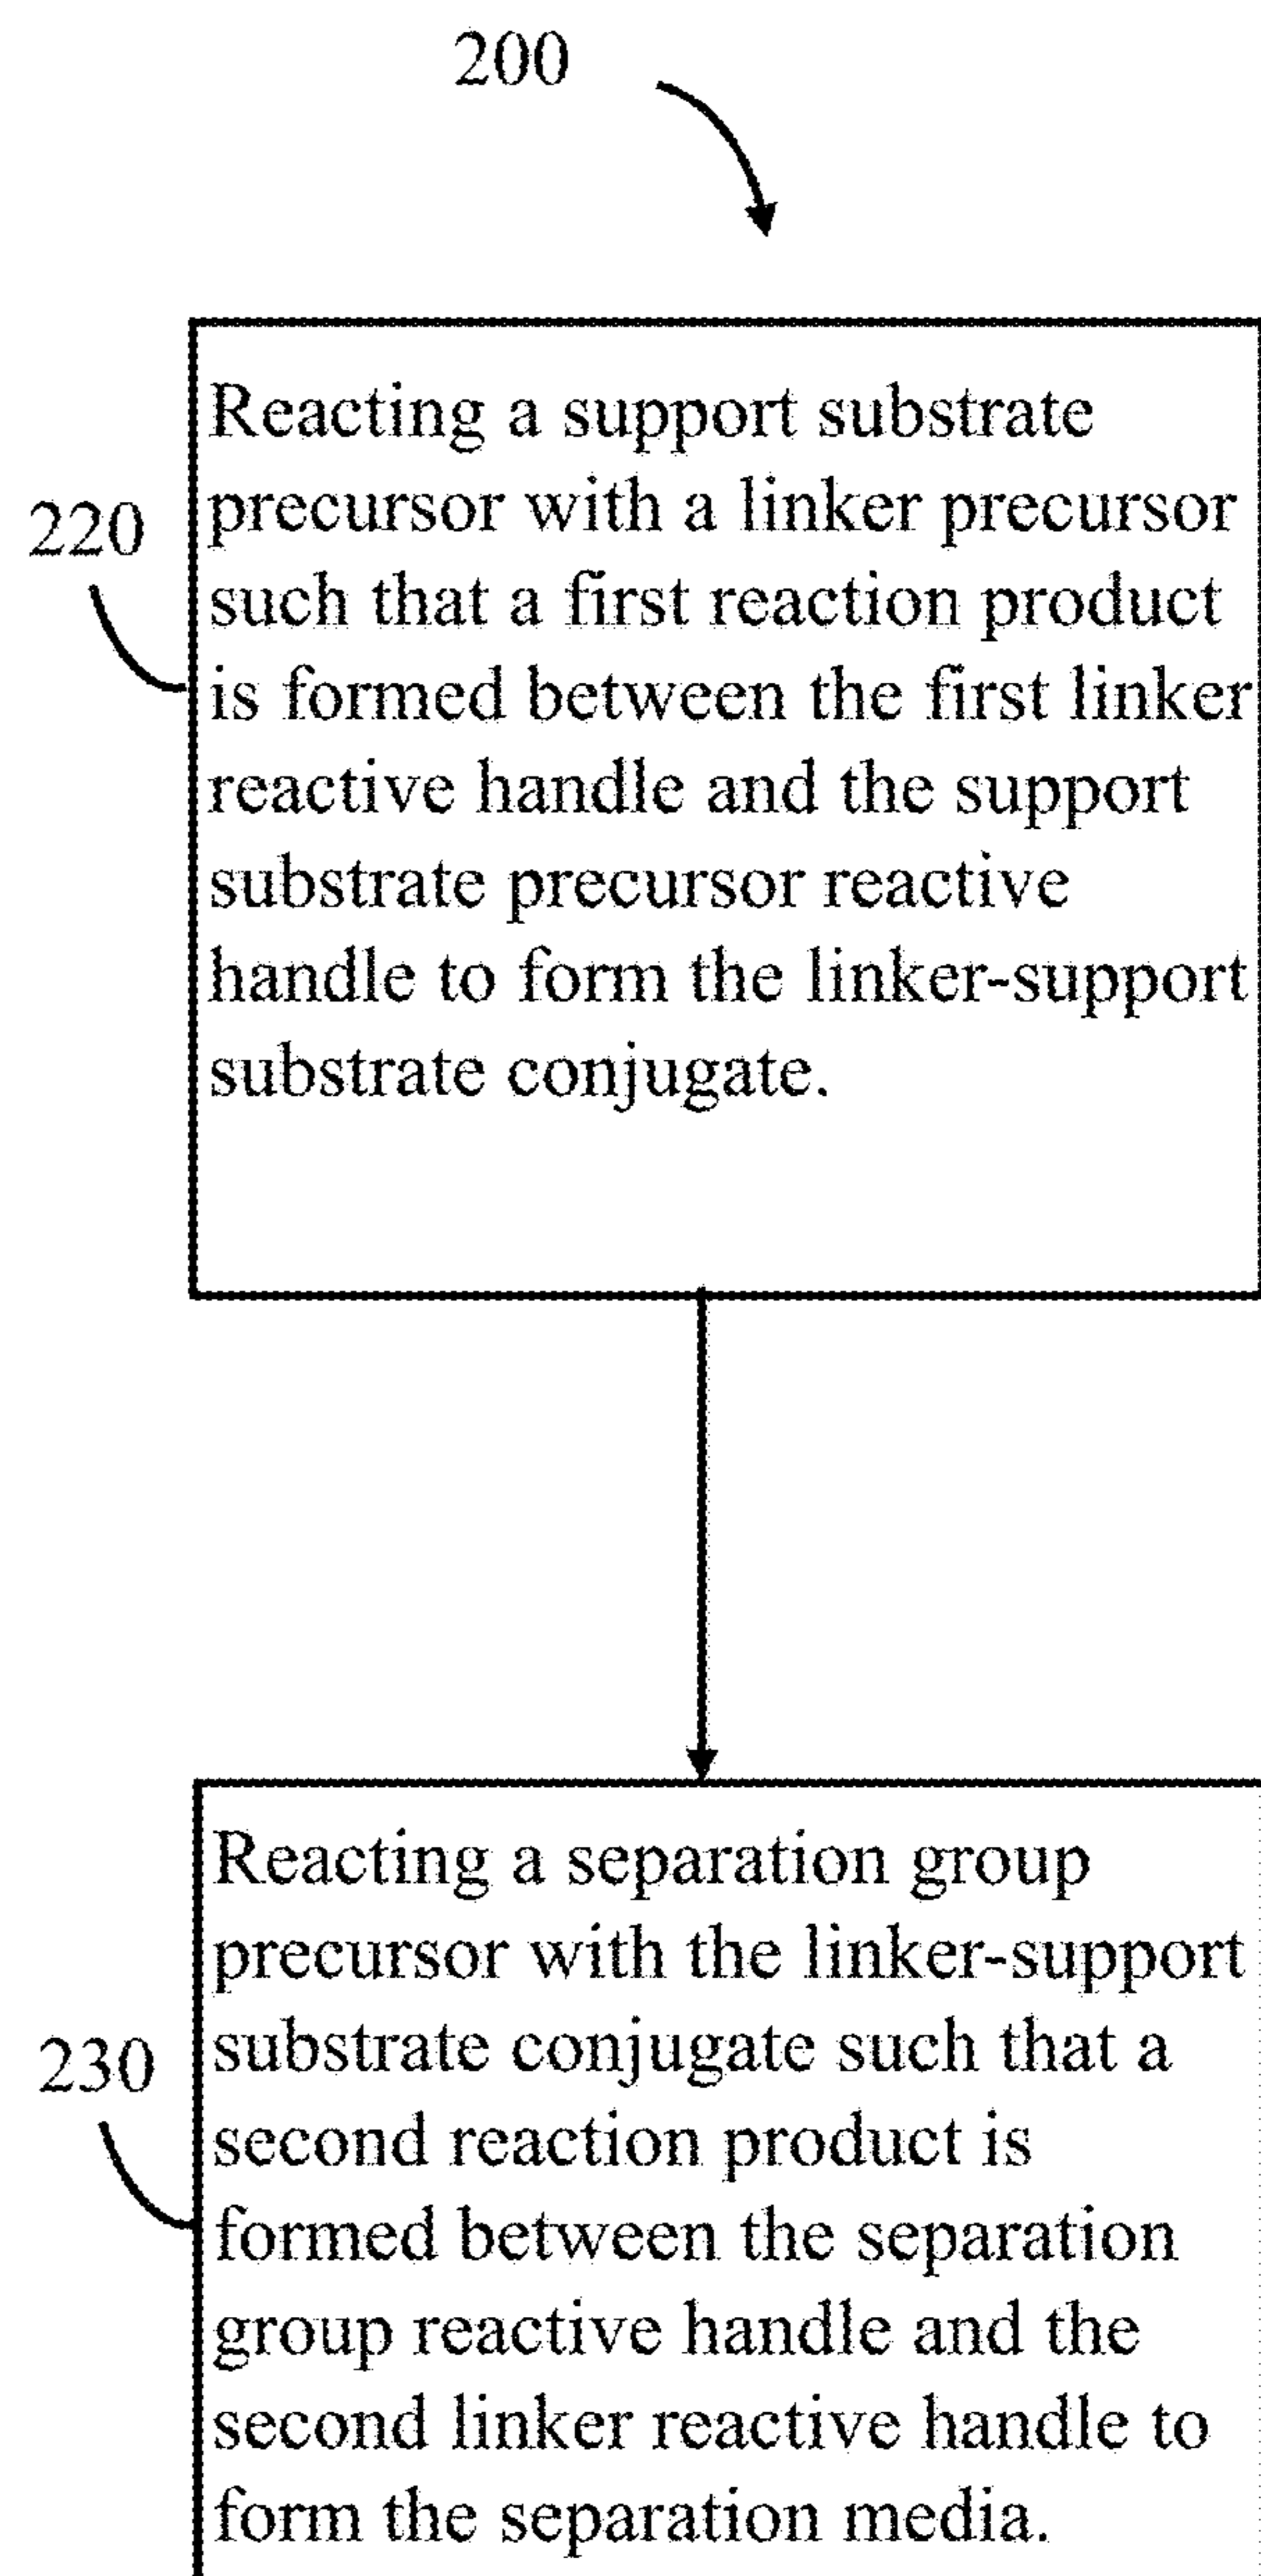 200
220
Reacting a support substrate
precursor with a linker precursor
such that a first reaction product
is formed between the first linker
reactive handle and the support
substrate precursor reactive
handle to form the linker-support
substrate conjugate.
230
Reacting a separation group
precursor with the linker-support
substrate conjugate such that a
second reaction product is
formed between the separation
group reactive handle and the
second linker reactive handle to
form the separation media.